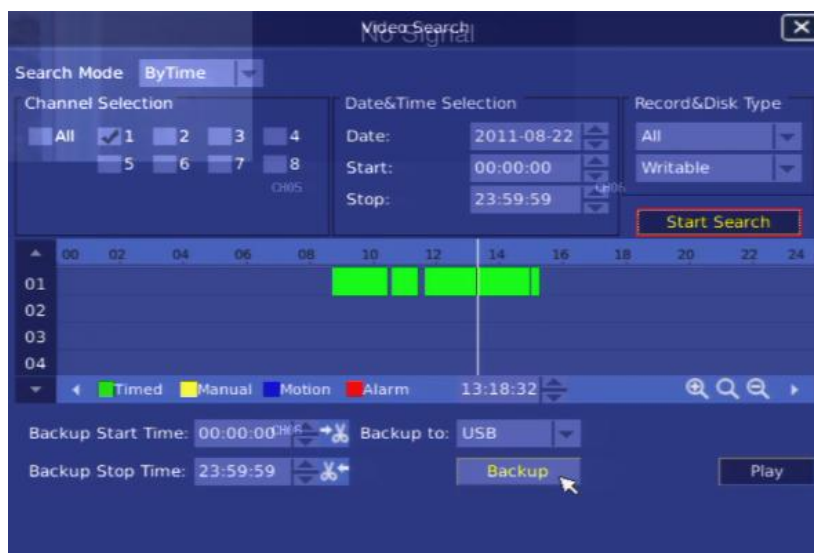 Video Search
No Signal
Search Mode ByTime
Channel Selection Date&Time Selection Record&Disk Type
All 1 2 3 4 Date: 2011-08-22 All
5 6 7 8 Start: 00:00:00 Writable
CH05 CH06
Stop: 23:59:59
Start Search
00 02 04 06 08 10 12 14 16 18 20 22 24
01
02
03
04
Timed Manual Motion Alarm 13:18:32
Backup Start Time: 00:00:00 Backup to: USB
Backup Stop Time: 23:59:59 Backup Play